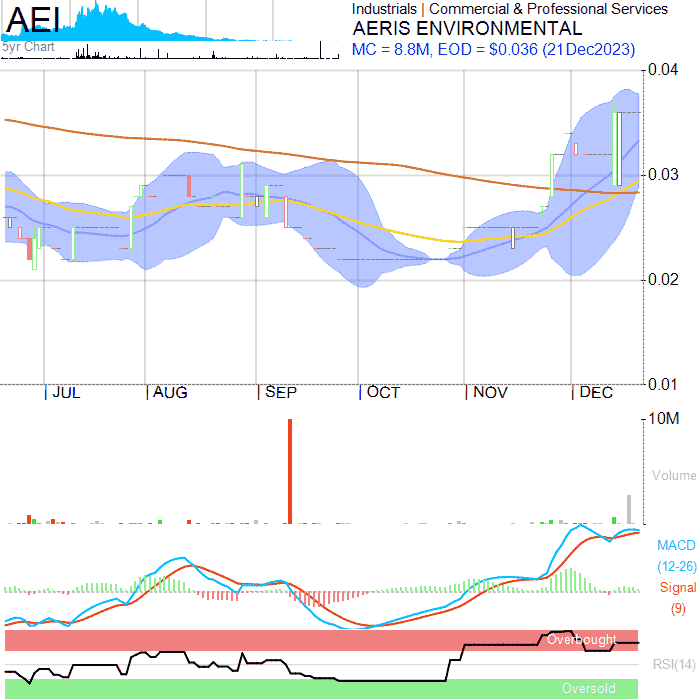 AEI
5yr Chart
Industrials | Commercial & Professional Services
AERIS ENVIRONMENTAL
MC = 8.8M, EOD = $0.036 (21Dec2023)
0.04
0.03
0.02
0.01
JUL AUG SEP OCT NOV DEC
10M
Volume
MACD
(12-26)
Signal
(9)
Overbought
RSI(14)
Oversold